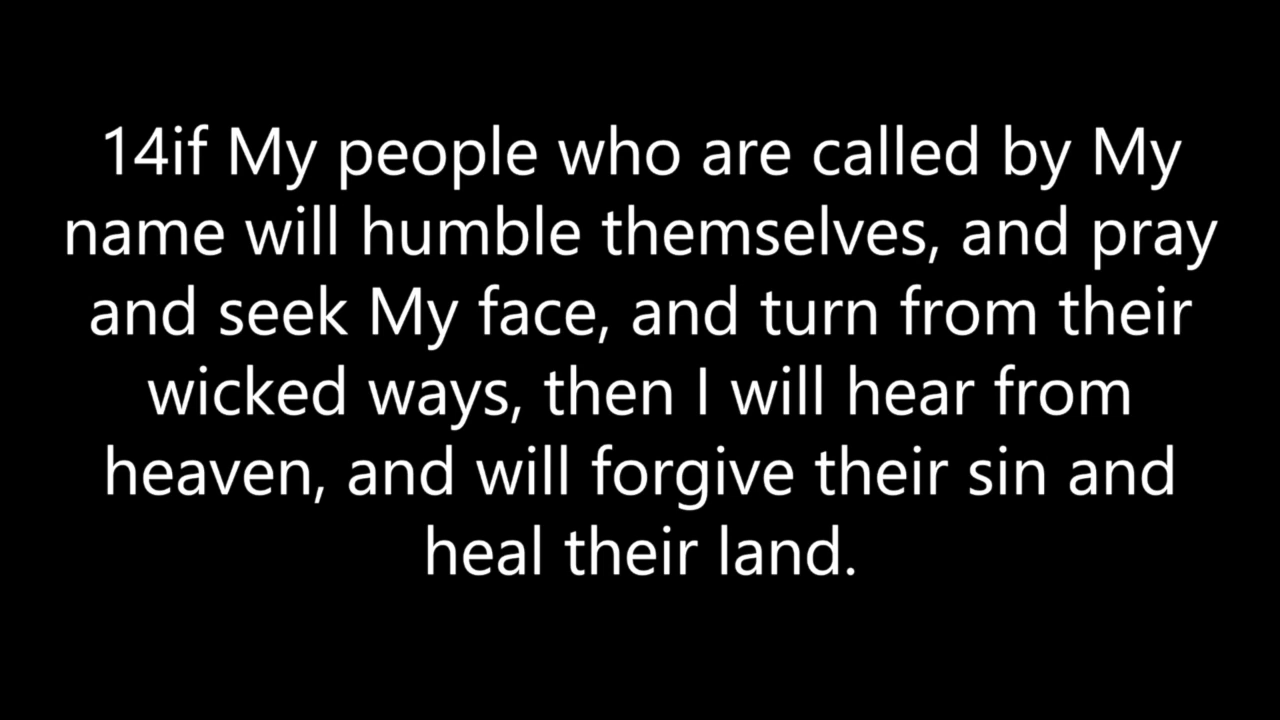 14if My people who are called by My
name will humble themselves, and pray
and seek My face, and turn from their
wicked ways, then I will hear from
heaven, and will forgive their sin and
heal their land.